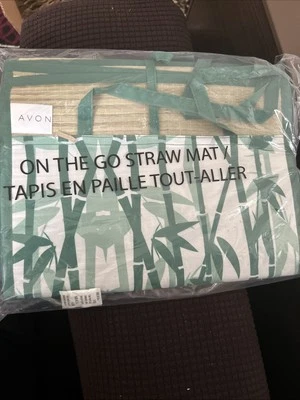 AVON
ON THE GO STRAW MAT/
TAPIS EN PAILLE TOUT-ALLER